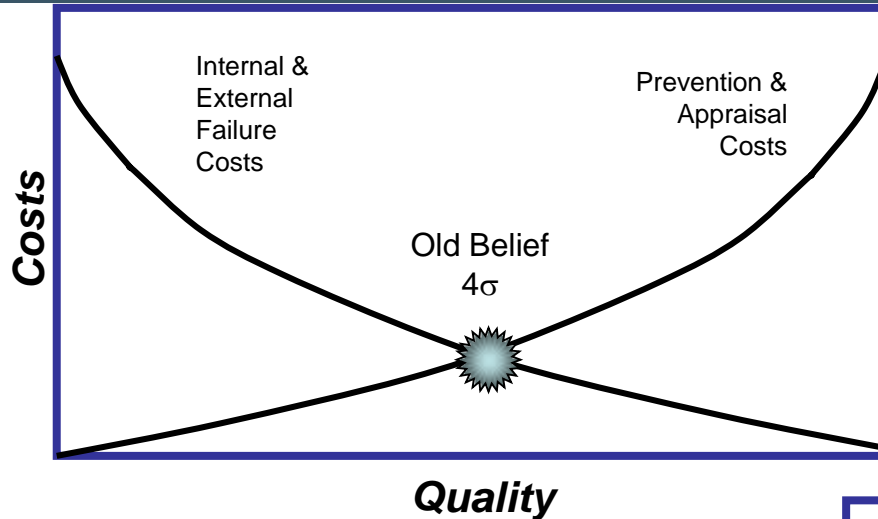 Internal &
External
Failure
Costs
Prevention &
Appraisal
Costs
Costs
Old Belief
4σ
Quality